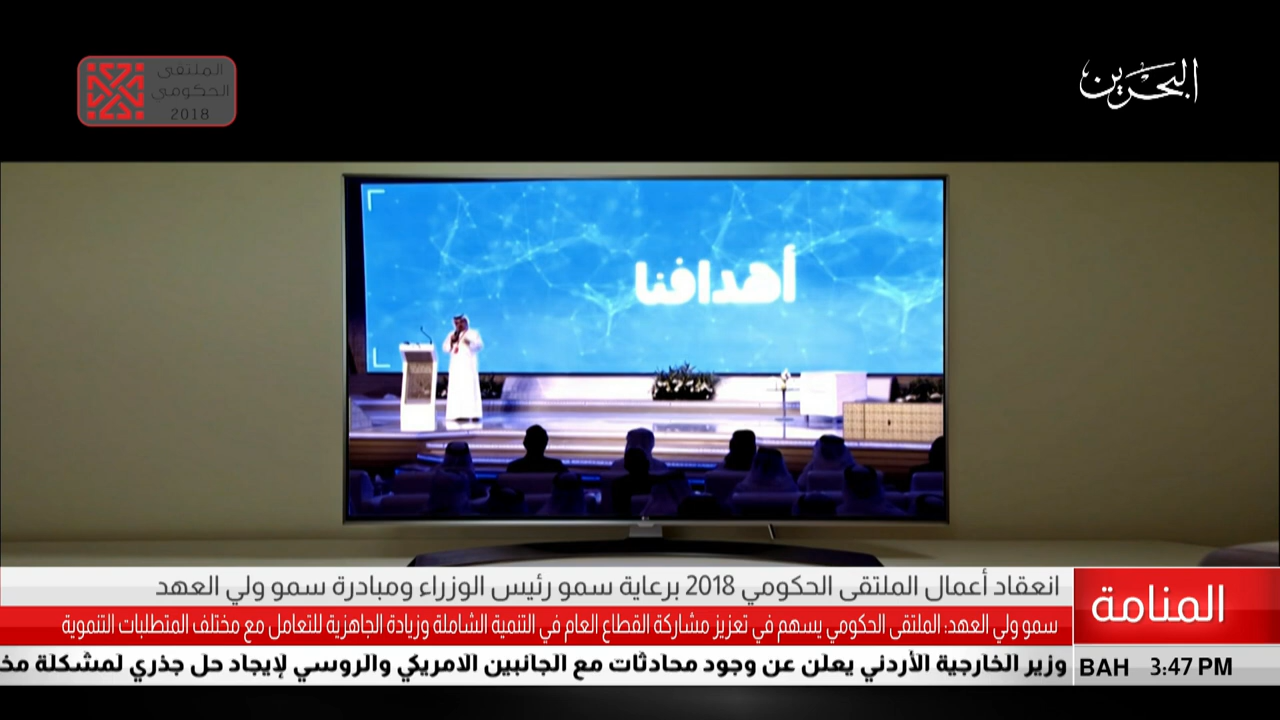 الملتقى
الحكومي
2018
البحرين
أهدافنا
انعقاد أعمال الملتقى الحكومي 2018 برعاية سمو رئيس الوزراء ومبادرة سمو ولي العهد
المنامة
سمو ولي العهد: الملتقى الحكومي يسهم في تعزيز مشاركة القطاع العام في التنمية الشاملة وزيادة الجاهزية للتعامل مع مختلف المتطلبات التنموية
وزير الخارجية الأردني يعلن عن وجود محادثات مع الجانبين الامريكي والروسي لإيجاد حل جذري لمشكلة مخ
BAH 3:47 PM